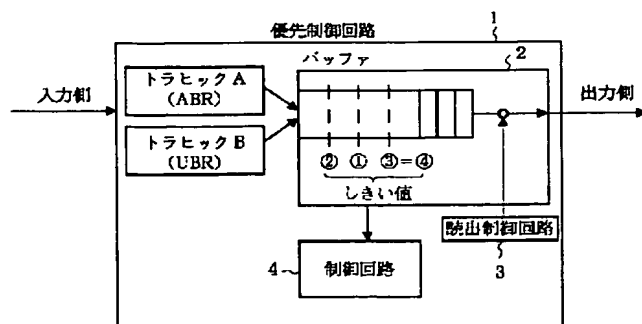 1
優先制御回路
バッファ
2
トラヒックA
(ABR)
入力側
出力側
トラヒックB
(UBR)
② ① ③=④
しきい値
読出制御回路
3
4
制御回路